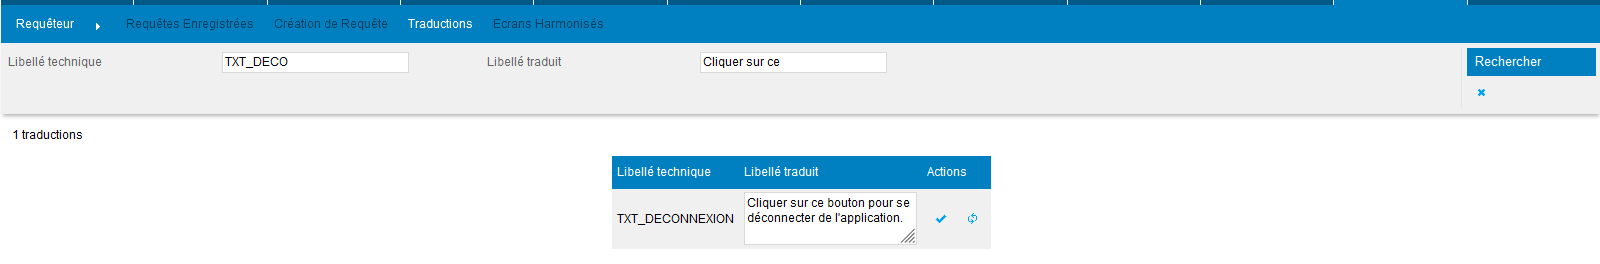 Requêteur Requêtes Enregistrées Création de Requête Traductions Ecrans Harmonisés
Libellé technique TXT_DECO Libellé traduit Cliquer sur ce Rechercher
1 traductions
Libellé technique Libellé traduit Actions
TXT_DECONNEXION Cliquer sur ce bouton pour se
déconnecter de l'application.